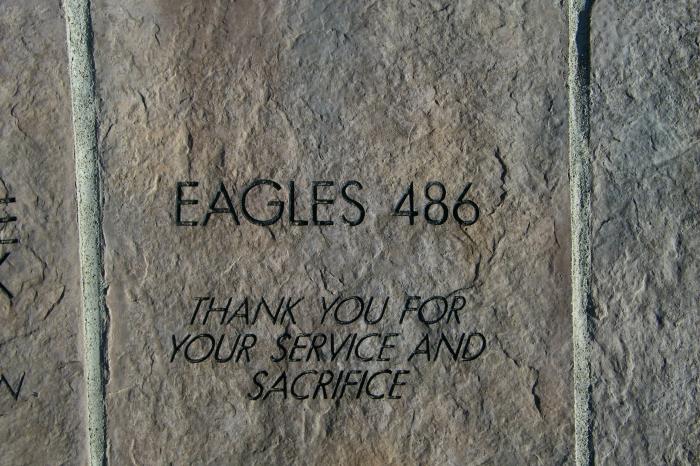 EAGLES 486
THANK YOU FOR
YOUR SERVICE AND
SACRIFICE